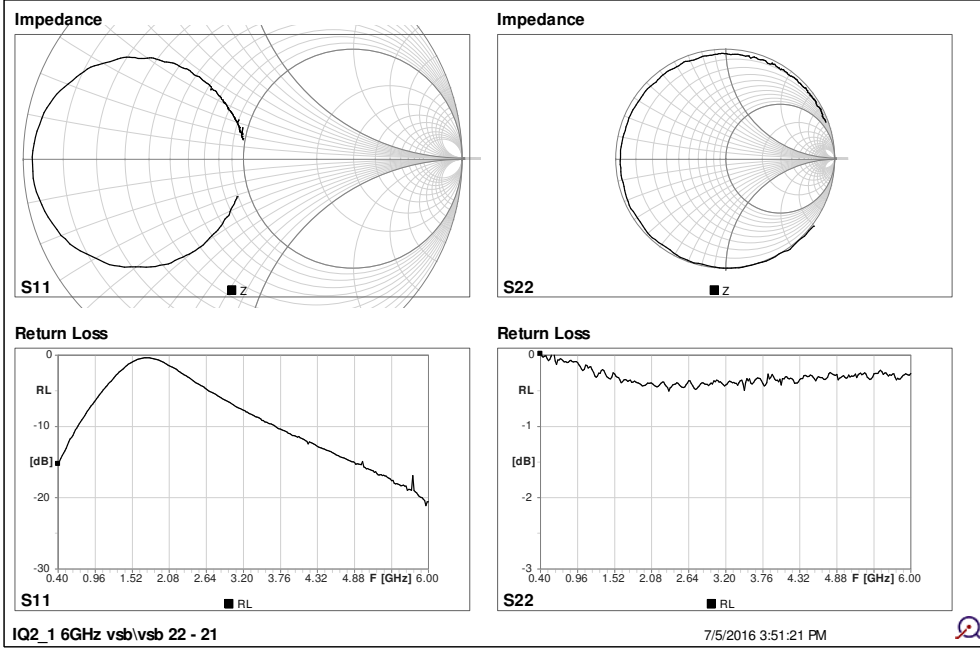 Impedance
Impedance
S11
Z
S22
Z
Return Loss
Return Loss
0
RL
-10
[dB]
-20
-30
0.40 0.96 1.52 2.08 2.64 3.20 3.76 4.32 4.88 F [GHz] 6.00
S11
RL
0
RL
-1
[dB]
-2
-3
0.40 0.96 1.52 2.08 2.64 3.20 3.76 4.32 4.88 F [GHz] 6.00
S22
RL
IQ2_1 6GHz vsb\vsb 22 - 21
7/5/2016 3:51:21 PM